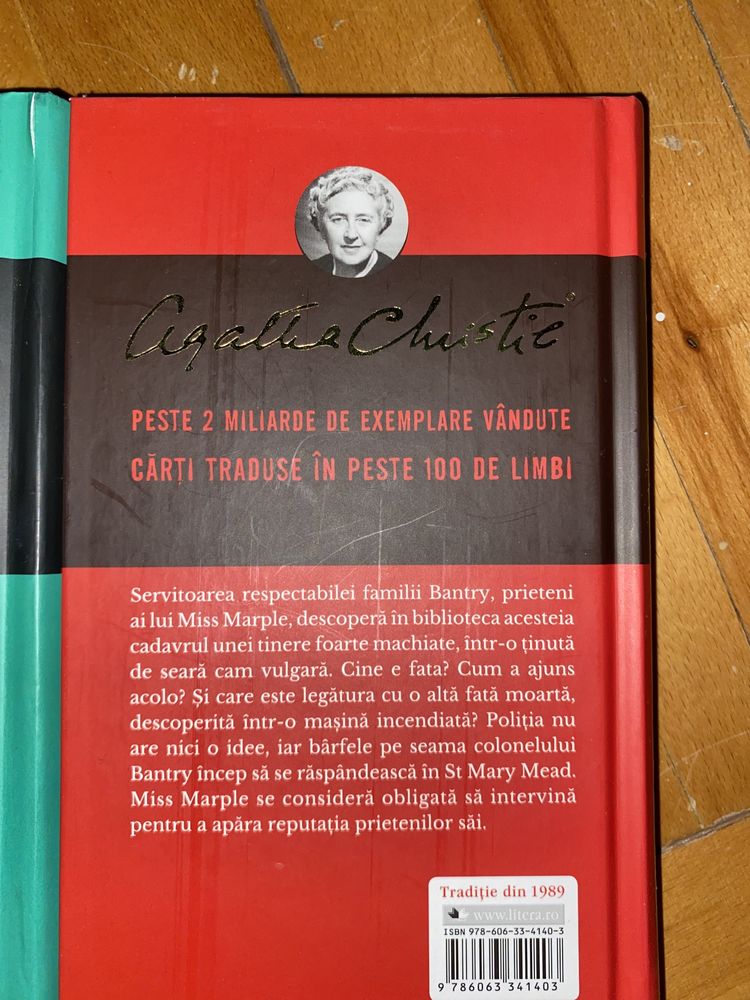 Agatha Christie
PESTE 2 MILIARDE DE EXEMPLARE VÂNDUTE
CĂRȚI TRADUSE ÎN PESTE 100 DE LIMBI
Servitoarea respectabilei familii Bantry, prieteni
ai lui Miss Marple, descoperă în biblioteca acesteia
cadavrul unei tinere foarte machiate, într-o ținută
de seară cam vulgară. Cine e fata? Cum a ajuns
acolo? Și care este legătura cu o altă fată moartă,
descoperită într-o mașină incendiată? Poliția nu
are nici o idee, iar bârfele pe seama colonelului
Bantry încep să se răspândească în St Mary Mead.
Miss Marple se consideră obligată să intervină
pentru a apăra reputația prietenilor săi.
Tradiție din 1989
www.litera.ro
ISBN 978-606-33-4140-3
9 786063 341403